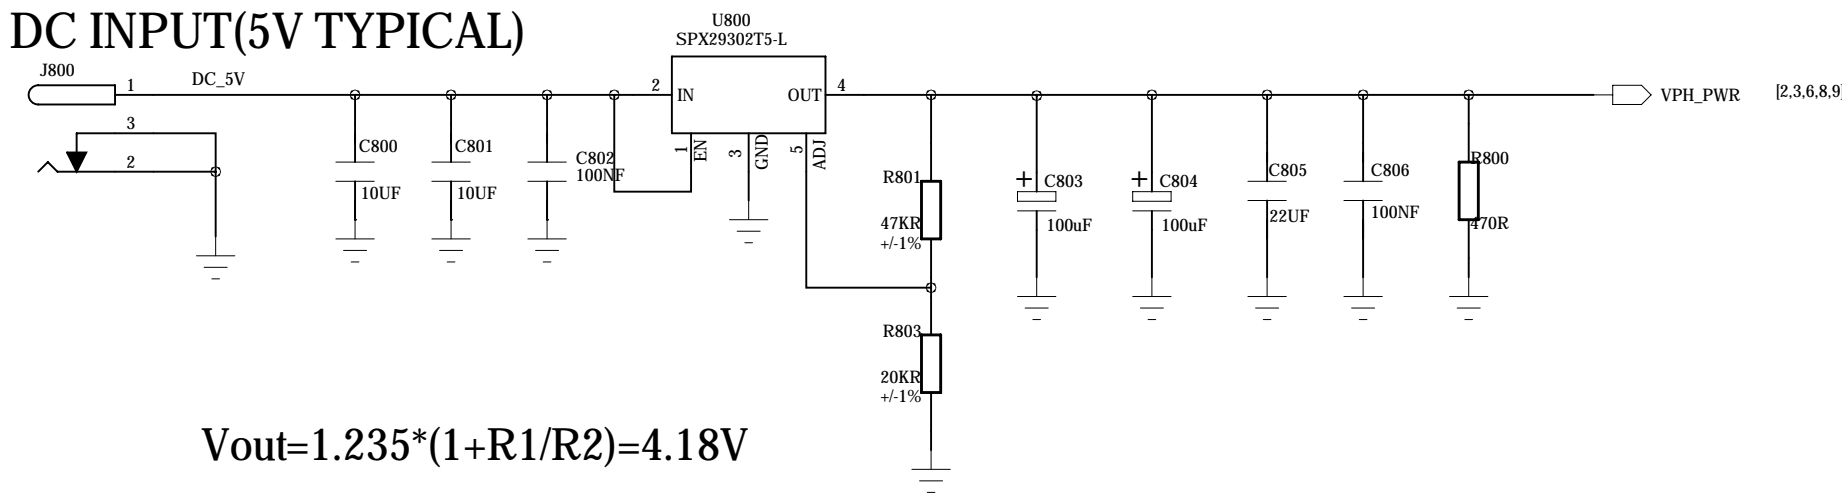 DC INPUT(5V TYPICAL)
U800
SPX29302T5-L
J800
1
DC_5V
2
IN
OUT
4
VPH_PWR
[2,3,6,8,9]
3
2
1
EN
3
GND
5
ADJ
C800
10UF
C801
10UF
C802
100NF
R801
47KR
+/-1%
+
C803
100uF
+
C804
100uF
C805
22UF
C806
100NF
R800
470R
R803
20KR
+/-1%
Vout=1.235*(1+R1/R2)=4.18V